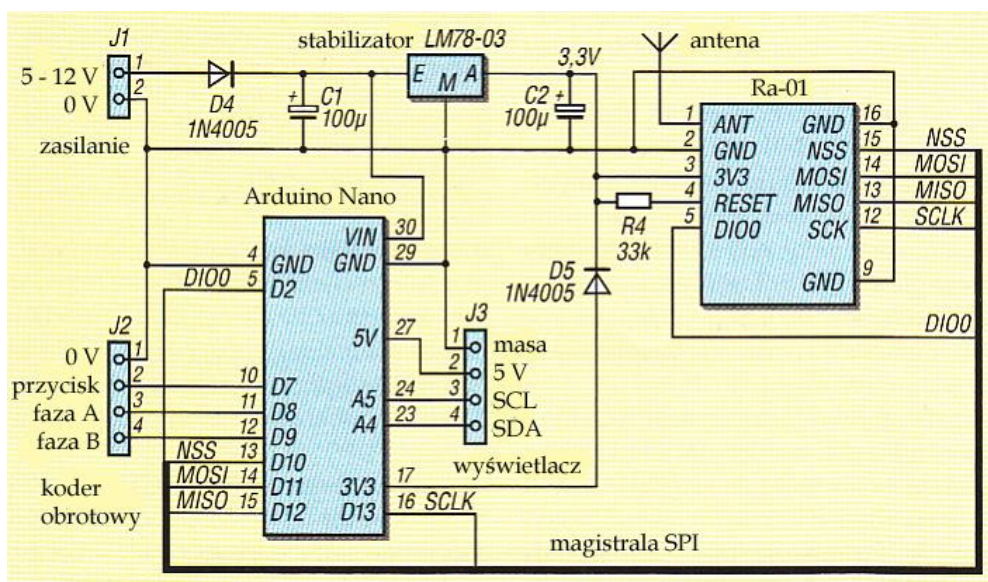 J1
5 - 12 V
0 V
1
2
zasilanie
D4
1N4005
+
C1
100µ
stabilizator LM78-03
E
M
A
3,3V
+
C2
100µ
antena
Ra-01
1 ANT
2 GND
3 3V3
4 RESET
5 DIO0
GND 16
NSS 15 NSS
MOSI 14 MOSI
MISO 13 MISO
SCK 12 SCLK
GND 9
DIO0
R4
33k
D5
1N4005
Arduino Nano
VIN 30
4 GND
GND 29
DIO0 5 D2
5V 27
10 D7
11 D8
A5 24
12 D9
A4 23
NSS 13 D10
MOSI 14 D11
3V3 17
MISO 15 D12
D13 16 SCLK
J2
0 V 1
przycisk 2
faza A 3
faza B 4
koder
obrotowy
J3
1 masa
2 5 V
3 SCL
4 SDA
wyświetlacz
magistrala SPI